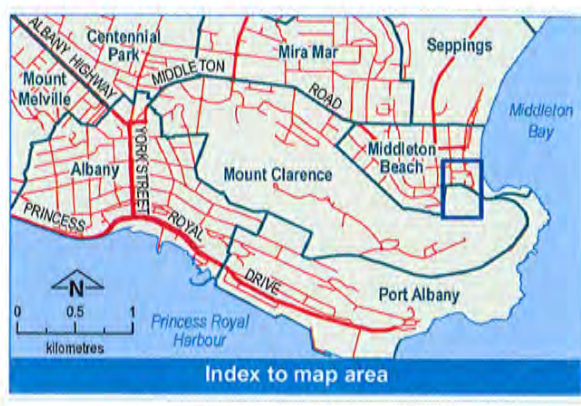 Centennial
Park
Mira Mar
Seppings
ALBANY HIGHWAY
Mount
Melville
MIDDLETON
ROAD
Middleton
Bay
Middleton
Beach
YORK STREET
Albany
Mount Clarence
PRINCESS
ROYAL
DRIVE
Port Albany
N
0 0.5 1
kilometres
Princess Royal
Harbour
Index to map area